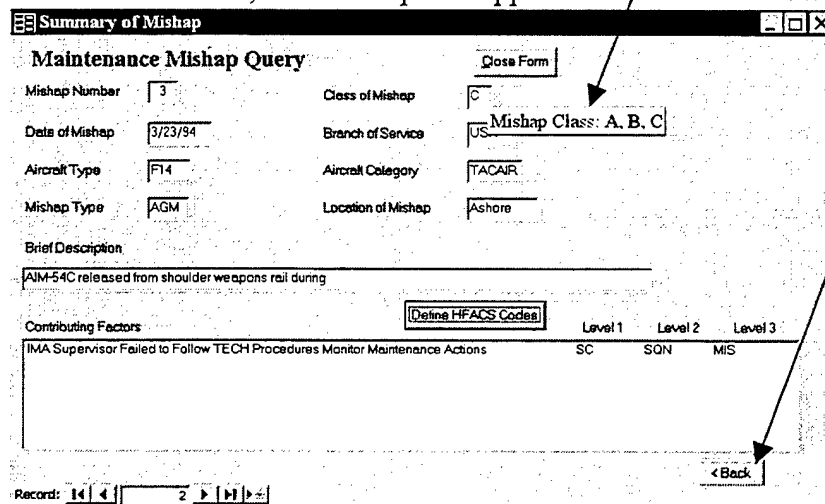 Summary of Mishap
Maintenance Mishap Query
Close Form
Mishap Number 3 Class of Mishap C
Mishap Class: A, B, C
Date of Mishap 3/23/94 Branch of Service US
Aircraft Type F14 Aircraft Category TACAIR
Mishap Type AGM Location of Mishap Ashore
Brief Description
AIM-54C released from shoulder weapons rail during
Define HFACS Codes
Contributing Factors Level 1 Level 2 Level 3
IMA Supervisor Failed to Follow TECH Procedures Monitor Maintenance Actions SC SQN MIS
< Back
Record: 2